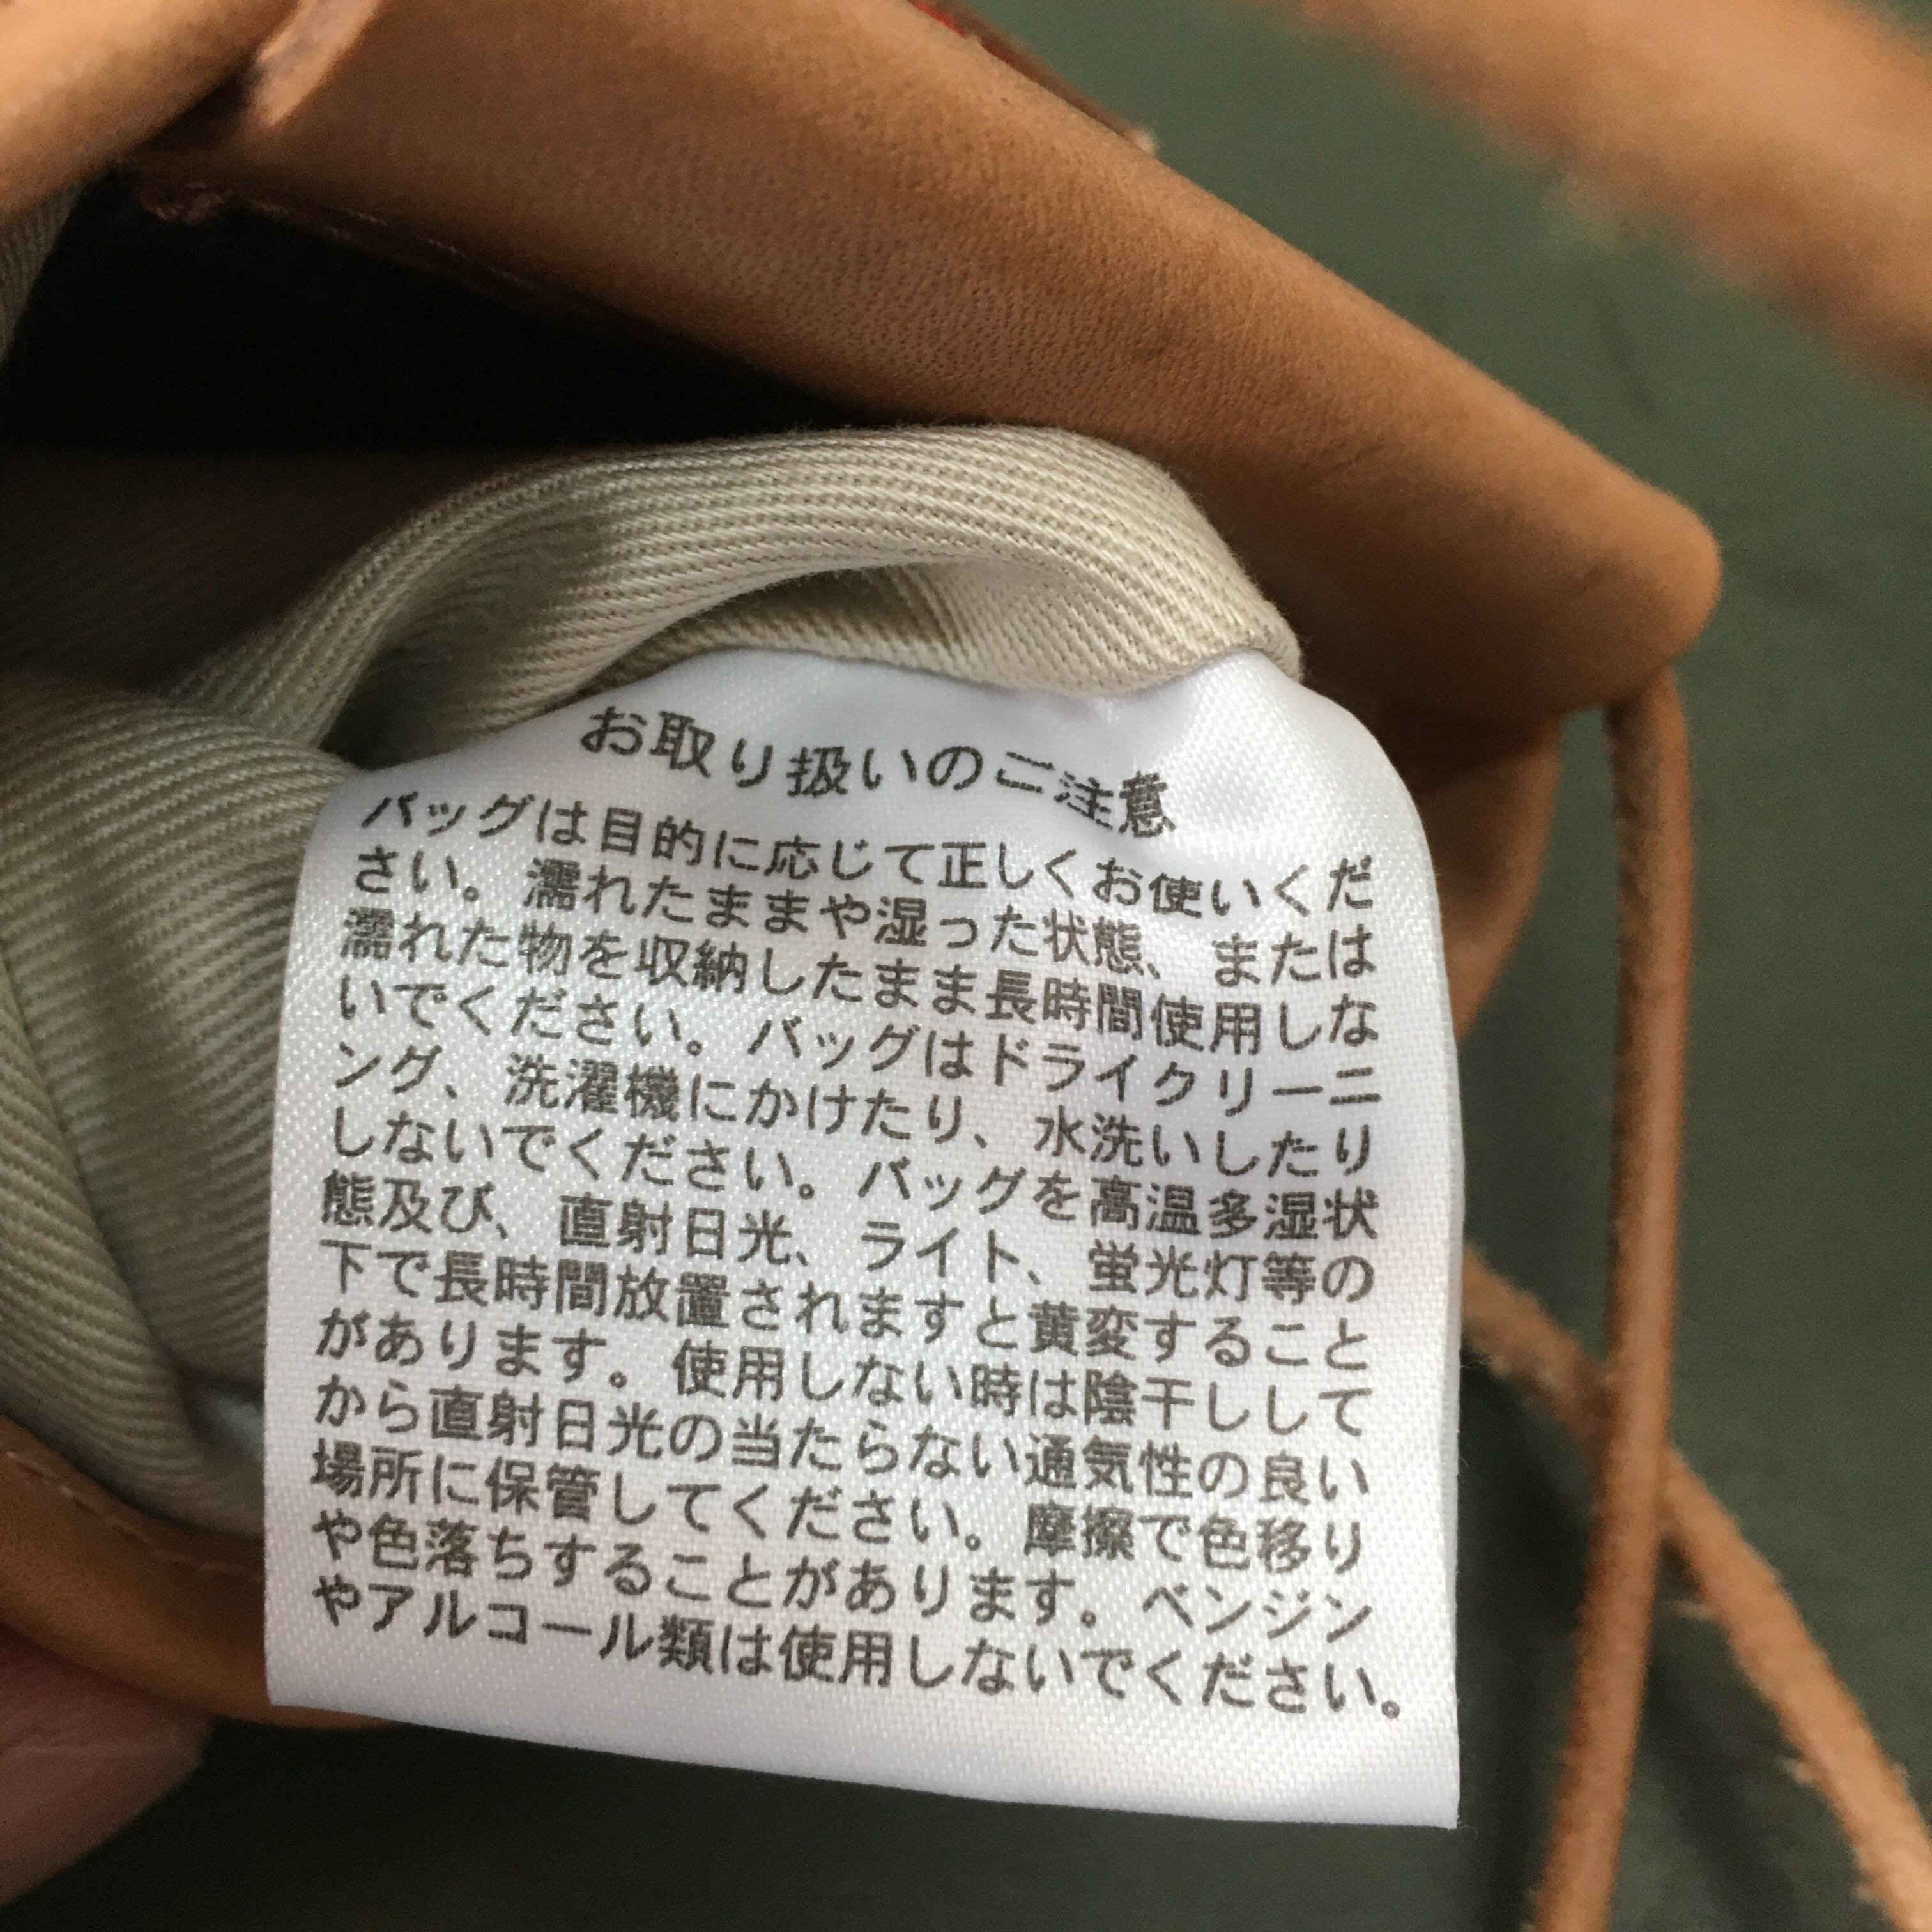 お取り扱いのご注意
バッグは目的に応じて正しくお使いくだ
さい。濡れたままや湿った状態、または
濡れた物を収納したまま長時間使用しな
いでください。バッグはドライクリーニ
ング、洗濯機にかけたり、水洗いしたり
しないでください。バッグを高温多湿状
態及び、直射日光、ライト、蛍光灯等の
下で長時間放置されますと黄変すること
があります。使用しない時は陰干しして
から直射日光の当たらない通気性の良い
場所に保管してください。摩擦で色移り
や色落ちすることがあります。ベンジン
やアルコール類は使用しないでください。